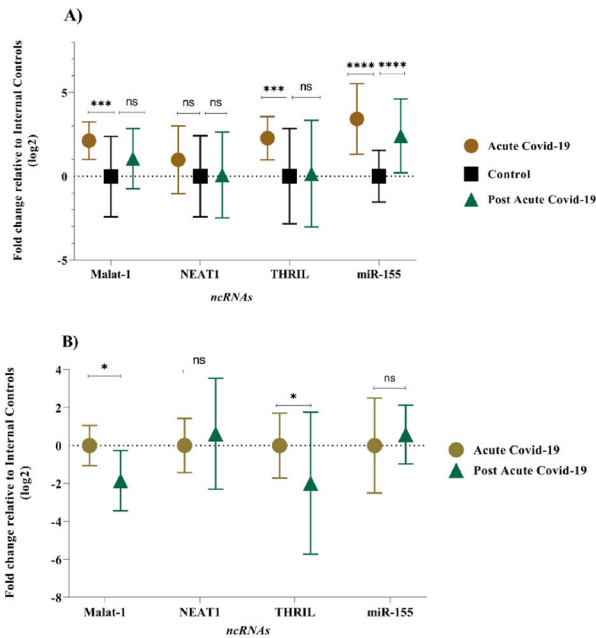 A)
Fold change relative to Internal Controls
(log2)
5
0
-5
*** ns
ns ns
*** ns
**** ****
Malat-1 NEAT1 THRIL miR-155
ncRNAs
Acute Covid-19
Control
Post Acute Covid-19
B)
Fold change relative to Internal Controls
(log2)
4
2
0
-2
-4
-6
-8
*
ns
*
ns
Malat-1 NEAT1 THRIL miR-155
ncRNAs
Acute Covid-19
Post Acute Covid-19